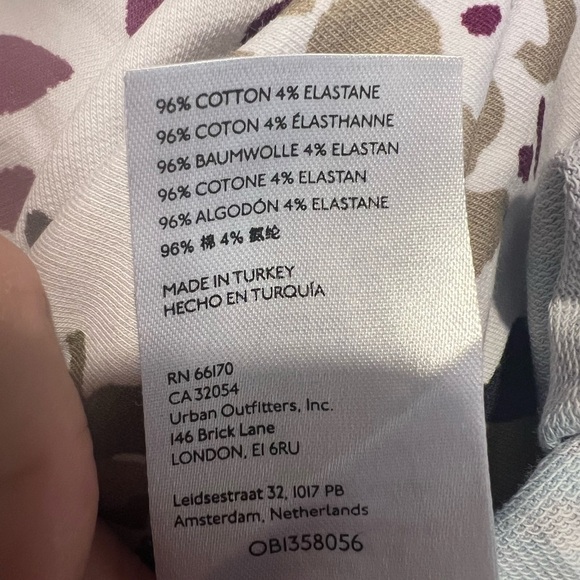 96% COTTON 4% ELASTANE
96% COTON 4% ÉLASTHANNE
96% BAUMWOLLE 4% ELASTAN
96% COTONE 4% ELASTAN
96% ALGODÓN 4% ELASTANE
96% 棉 4% 氨纶
MADE IN TURKEY
HECHO EN TURQUÍA
RN 66170
CA 32054
Urban Outfitters, Inc.
146 Brick Lane
LONDON, E1 6RU
Leidsestraat 32, 1017 PB
Amsterdam, Netherlands
OB1358056